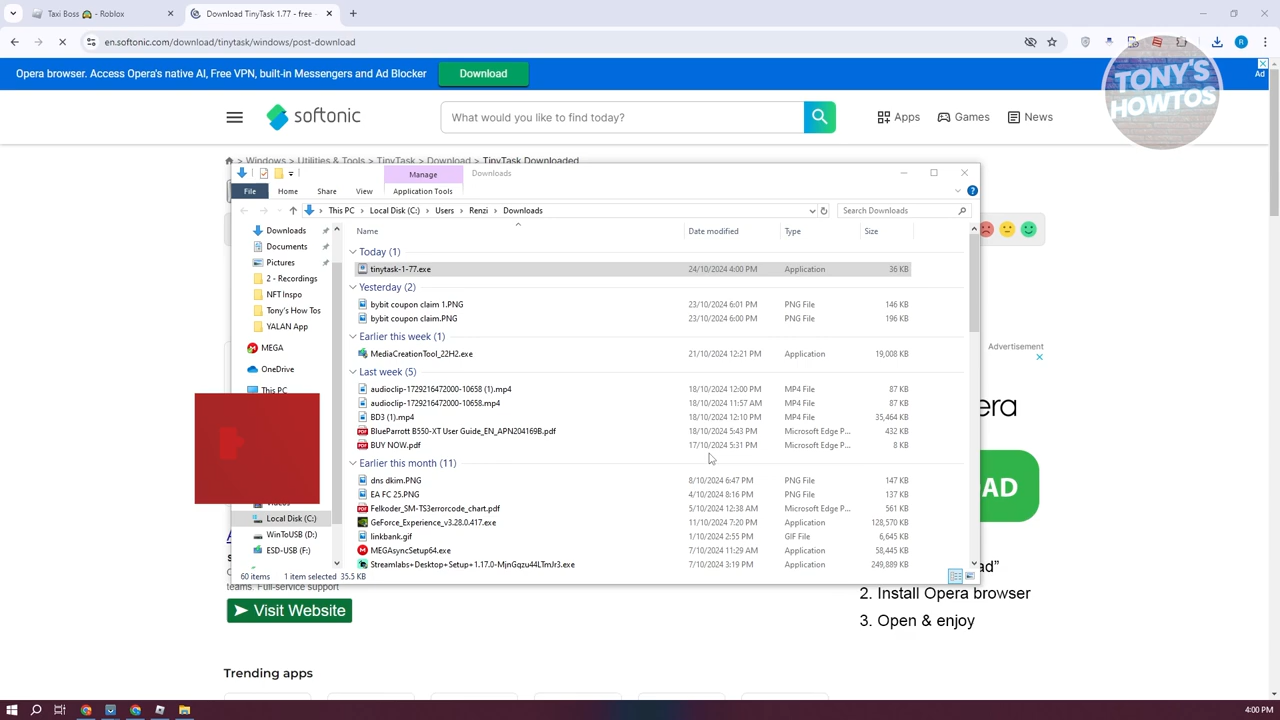 Taxi Boss 🚕 - Roblox
Download TinyTask 1.77 - free -
en.softonic.com/download/tinytask/windows/post-download
Opera browser. Access Opera's native AI, Free VPN, built-in Messengers and Ad Blocker
Download
Ad
TONY'S
HOWTOS
softonic
What would you like to find today?
Apps
Games
News
Windows > Utilities & Tools > TinyTask > Download > TinyTask Downloaded
Manage
Downloads
File
Home
Share
View
Application Tools
This PC > Local Disk (C:) > Users > Renzi > Downloads
Search Downloads
Name
Date modified
Type
Size
Downloads
Documents
Pictures
2 - Recordings
NFT Inspo
Tony's How Tos
YALAN App
MEGA
OneDrive
This PC
Videos
Local Disk (C:)
WinToUSB (D:)
ESD-USB (F:)
Today (1)
tinytask-1-77.exe 24/10/2024 4:00 PM Application 36 KB
Yesterday (2)
bybit coupon claim 1.PNG 23/10/2024 6:01 PM PNG File 146 KB
bybit coupon claim.PNG 23/10/2024 6:00 PM PNG File 196 KB
Earlier this week (1)
MediaCreationTool_22H2.exe 21/10/2024 12:21 PM Application 19,008 KB
Last week (5)
audioclip-1729216472000-10658 (1).mp4 18/10/2024 12:00 PM MP4 File 87 KB
audioclip-1729216472000-10658.mp4 18/10/2024 11:57 AM MP4 File 87 KB
BD3 (1).mp4 18/10/2024 12:10 PM MP4 File 35,464 KB
BlueParrott B550-XT User Guide_EN_APN204169B.pdf 18/10/2024 5:43 PM Microsoft Edge P... 432 KB
BUY NOW.pdf 17/10/2024 5:31 PM Microsoft Edge P... 8 KB
Earlier this month (11)
dns dkim.PNG 8/10/2024 6:47 PM PNG File 147 KB
EA FC 25.PNG 4/10/2024 8:16 PM PNG File 137 KB
Felkoder_SM-TS3errorcode_chart.pdf 5/10/2024 12:38 AM Microsoft Edge P... 561 KB
GeForce_Experience_v3.28.0.417.exe 11/10/2024 7:20 PM Application 128,570 KB
linkbank.gif 1/10/2024 2:55 PM GIF File 6,645 KB
MEGAsyncSetup64.exe 7/10/2024 11:29 AM Application 58,445 KB
Streamlabs+Desktop+Setup+1.17.0-MjnGqzu44LTmJr3.exe 7/10/2024 3:19 PM Application 249,889 KB
60 items
1 item selected 35.5 KB
Advertisement
era
AD
ad"
2. Install Opera browser
3. Open & enjoy
teams. Full-service support
Visit Website
Trending apps
4:00 PM